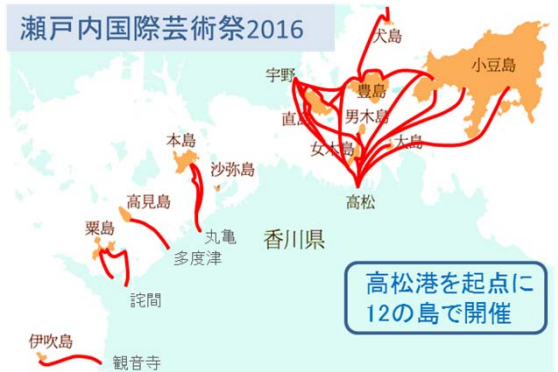 瀬戸内国際芸術祭2016
犬島
小豆島
宇野
豊島
直島
男木島
本島
女木島
大島
沙弥島
高松
高見島
粟島
丸亀
香川県
多度津
詫間
高松港を起点に
12の島で開催
伊吹島
観音寺